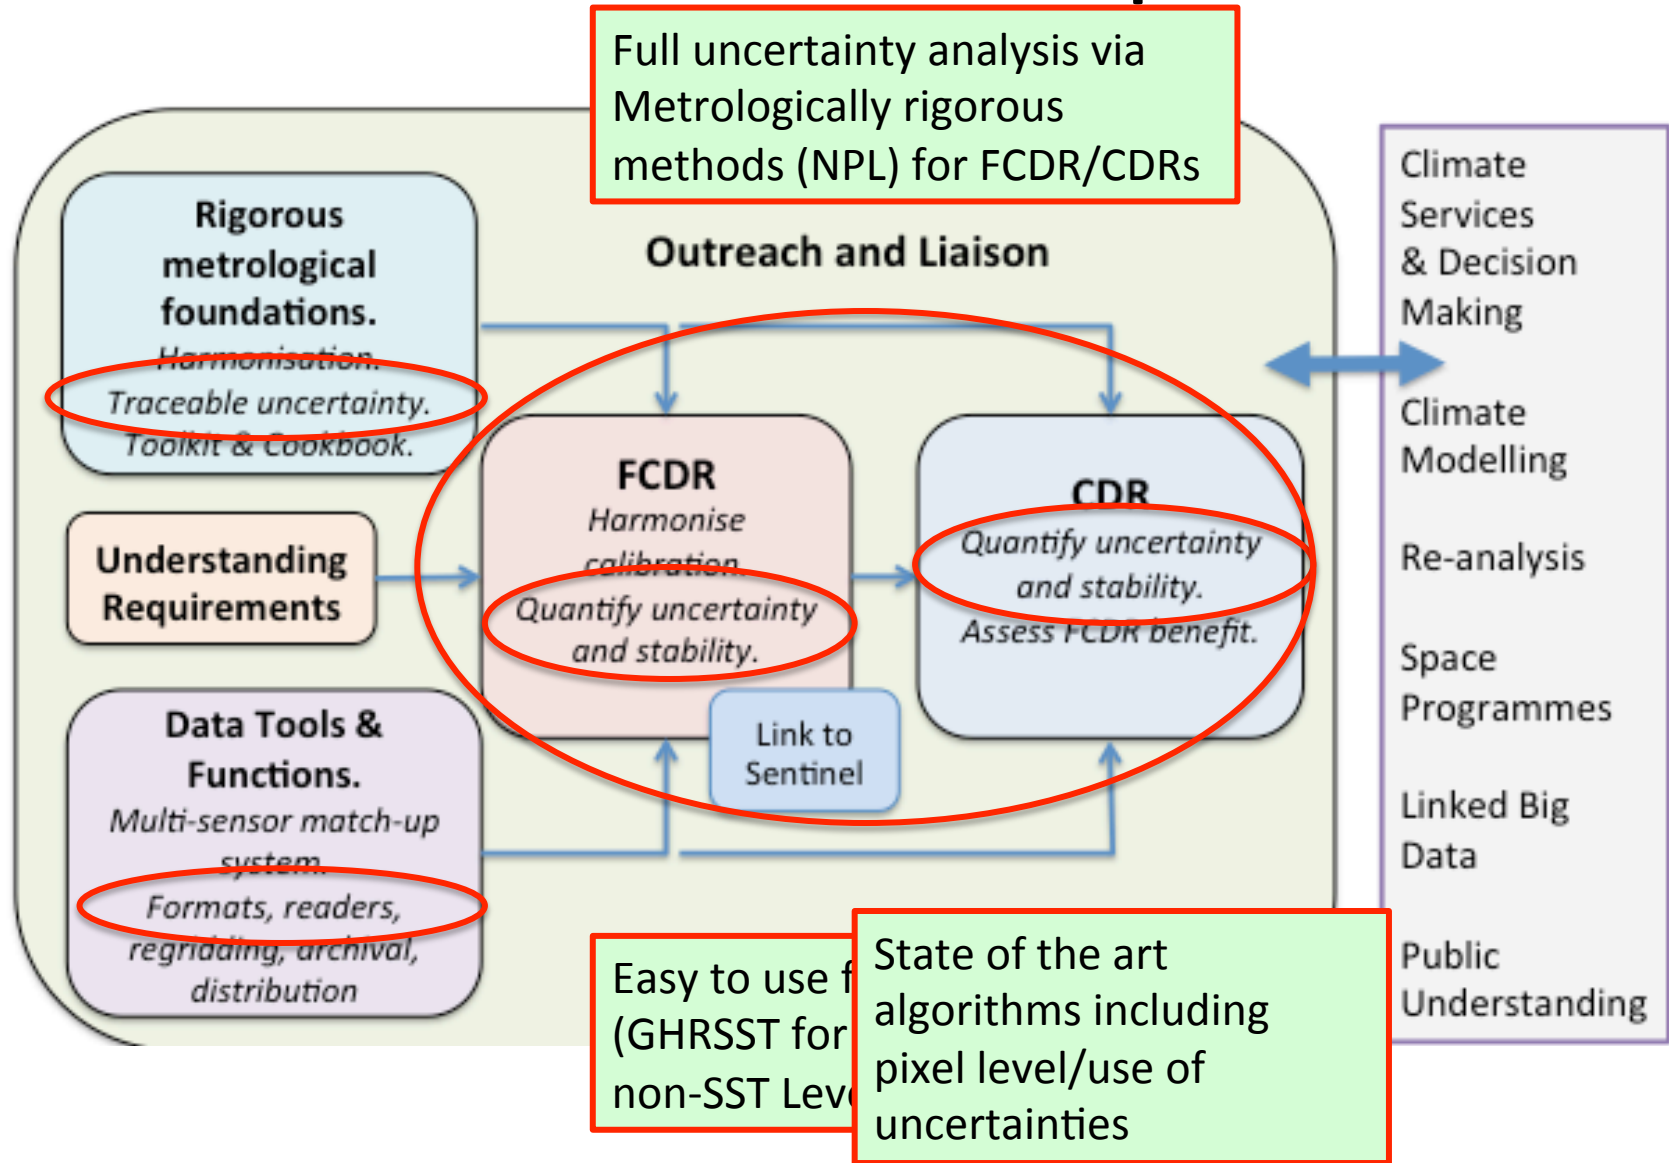 Full uncertainty analysis via
Metrologically rigorous
methods (NPL) for FCDR/CDRs
Rigorous
metrological
foundations.
Harmonisation.
Traceable uncertainty.
Toolkit & Cookbook.
Outreach and Liaison
Understanding
Requirements
FCDR
Harmonise
calibration.
Quantify uncertainty
and stability.
CDR
Quantify uncertainty
and stability.
Assess FCDR benefit.
Link to
Sentinel
Data Tools &
Functions.
Multi-sensor match-up
system.
Formats, readers,
regridding, archival,
distribution
Easy to use
(GHRSST for
non-SST
State of the art
algorithms including
pixel level/use of
uncertainties
Climate
Services
& Decision
Making
Climate
Modelling
Re-analysis
Space
Programmes
Linked Big
Data
Public
Understanding